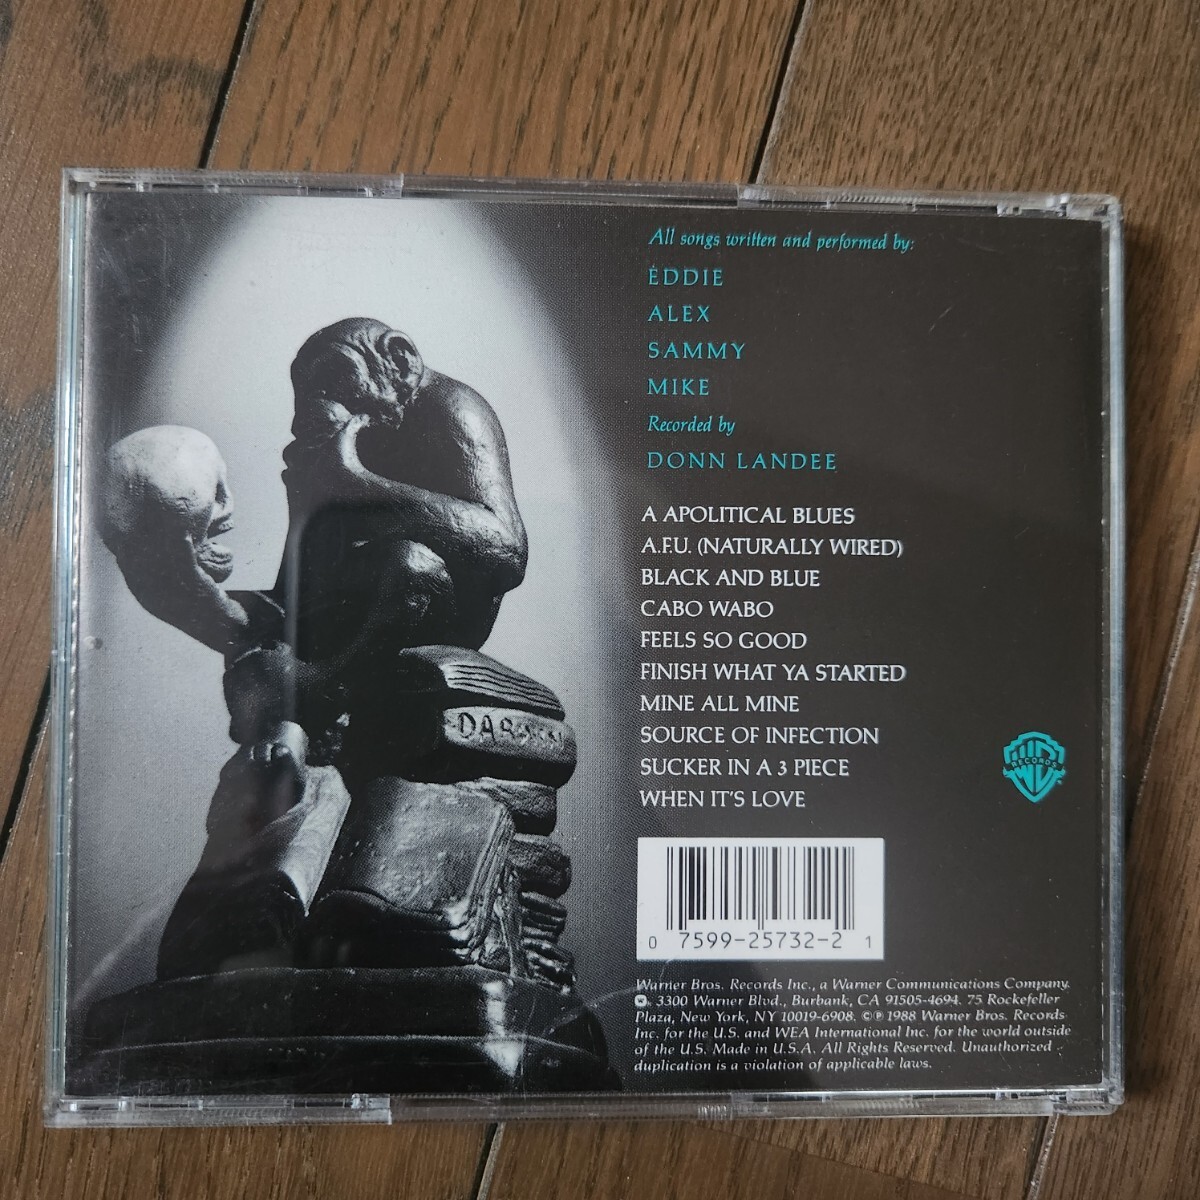 All songs written and performed by:
EDDIE
ALEX
SAMMY
MIKE
Recorded by
DONN LANDEE
A APOLITICAL BLUES
A.F.U. (NATURALLY WIRED)
BLACK AND BLUE
CABO WABO
FEELS SO GOOD
FINISH WHAT YA STARTED
MINE ALL MINE
SOURCE OF INFECTION
SUCKER IN A 3 PIECE
WHEN IT'S LOVE
RECORDS
0 7599-25732-2 1
Warner Bros. Records Inc., a Warner Communications Company.
3300 Warner Blvd., Burbank, CA 91505-4694. 75 Rockefeller
Plaza, New York, NY 10019-6908. ©℗ 1988 Warner Bros. Records
Inc. for the U.S. and WEA International Inc. for the world outside
of the U.S. Made in U.S.A. All Rights Reserved. Unauthorized
duplication is a violation of applicable laws.